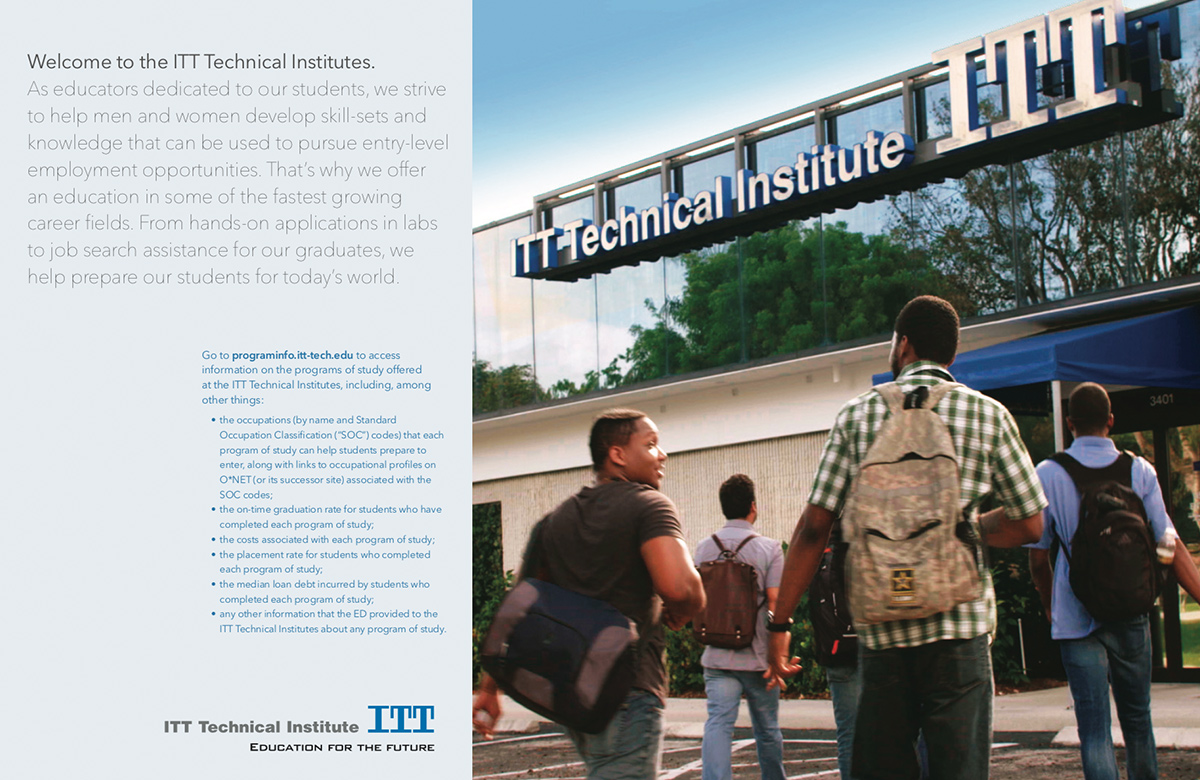 Welcome to the ITT Technical Institutes.
As educators dedicated to our students, we strive
to help men and women develop skill-sets and
knowledge that can be used to pursue entry-level
employment opportunities. That's why we offer
an education in some of the fastest growing
career fields. From hands-on applications in labs
to job search assistance for our graduates, we
help prepare our students for today's world.
Go to programinfo.itt-tech.edu to access
information on the programs of study offered
at the ITT Technical Institutes, including, among
other things:
• the occupations (by name and Standard
Occupation Classification ("SOC") codes) that each
program of study can help students prepare to
enter, along with links to occupational profiles on
O*NET (or its successor site) associated with the
SOC codes;
• the on-time graduation rate for students who have
completed each program of study;
• the costs associated with each program of study;
• the placement rate for students who completed
each program of study;
• the median loan debt incurred by students who
completed each program of study;
• any other information that the ED provided to the
ITT Technical Institutes about any program of study.
ITT Technical Institute ITT
EDUCATION FOR THE FUTURE
ITT Technical Institute ITT
3401